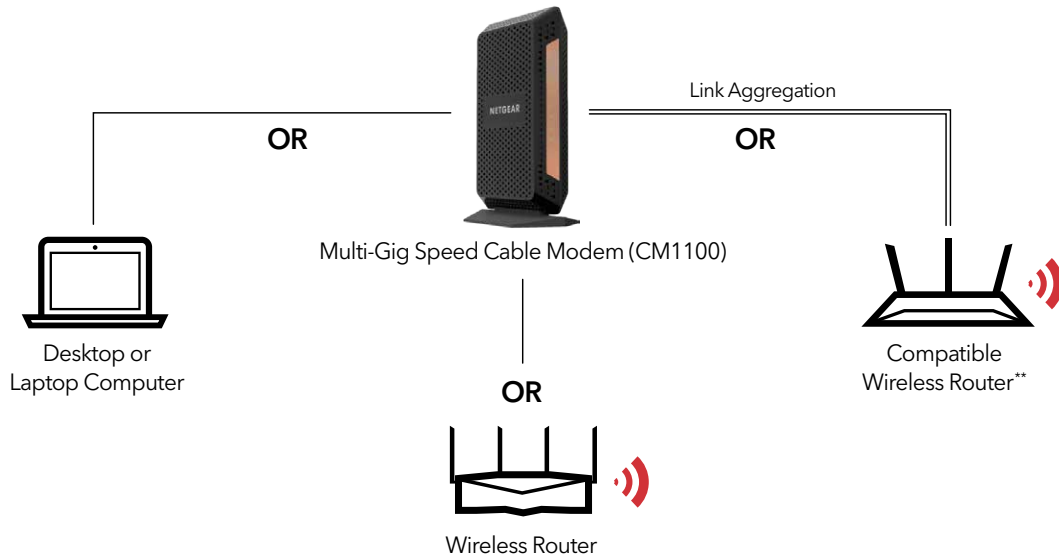 NETGEAR
Link Aggregation
OR
OR
Multi-Gig Speed Cable Modem (CM1100)
Desktop or
Laptop Computer
Compatible
Wireless Router**
OR
Wireless Router